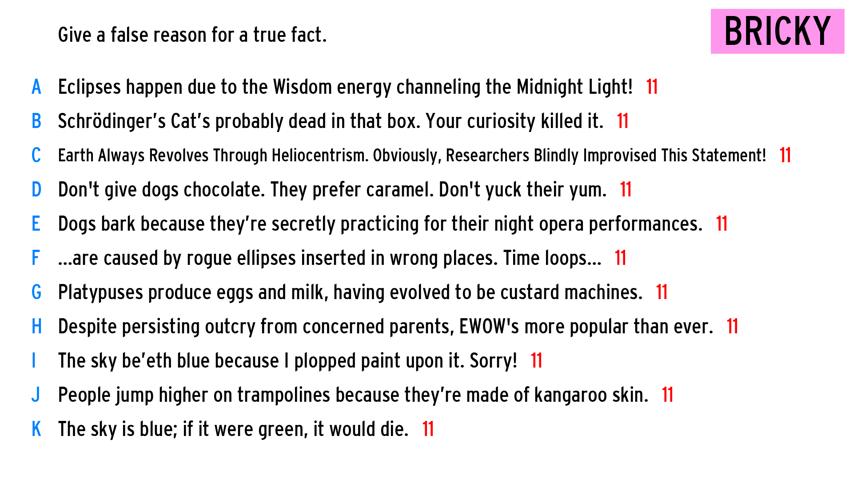 BRICKY
Give a false reason for a true fact.
A Eclipses happen due to the Wisdom energy channeling the Midnight Light! 11
B Schrödinger’s Cat’s probably dead in that box. Your curiosity killed it. 11
C Earth Always Revolves Through Heliocentrism. Obviously, Researchers Blindly Improvised This Statement! 11
D Don't give dogs chocolate. They prefer caramel. Don't yuck their yum. 11
E Dogs bark because they’re secretly practicing for their night opera performances. 11
F ...are caused by rogue ellipses inserted in wrong places. Time loops... 11
G Platypuses produce eggs and milk, having evolved to be custard machines. 11
H Despite persisting outcry from concerned parents, EWOW's more popular than ever. 11
I The sky be’eth blue because I plopped paint upon it. Sorry! 11
J People jump higher on trampolines because they’re made of kangaroo skin. 11
K The sky is blue; if it were green, it would die. 11